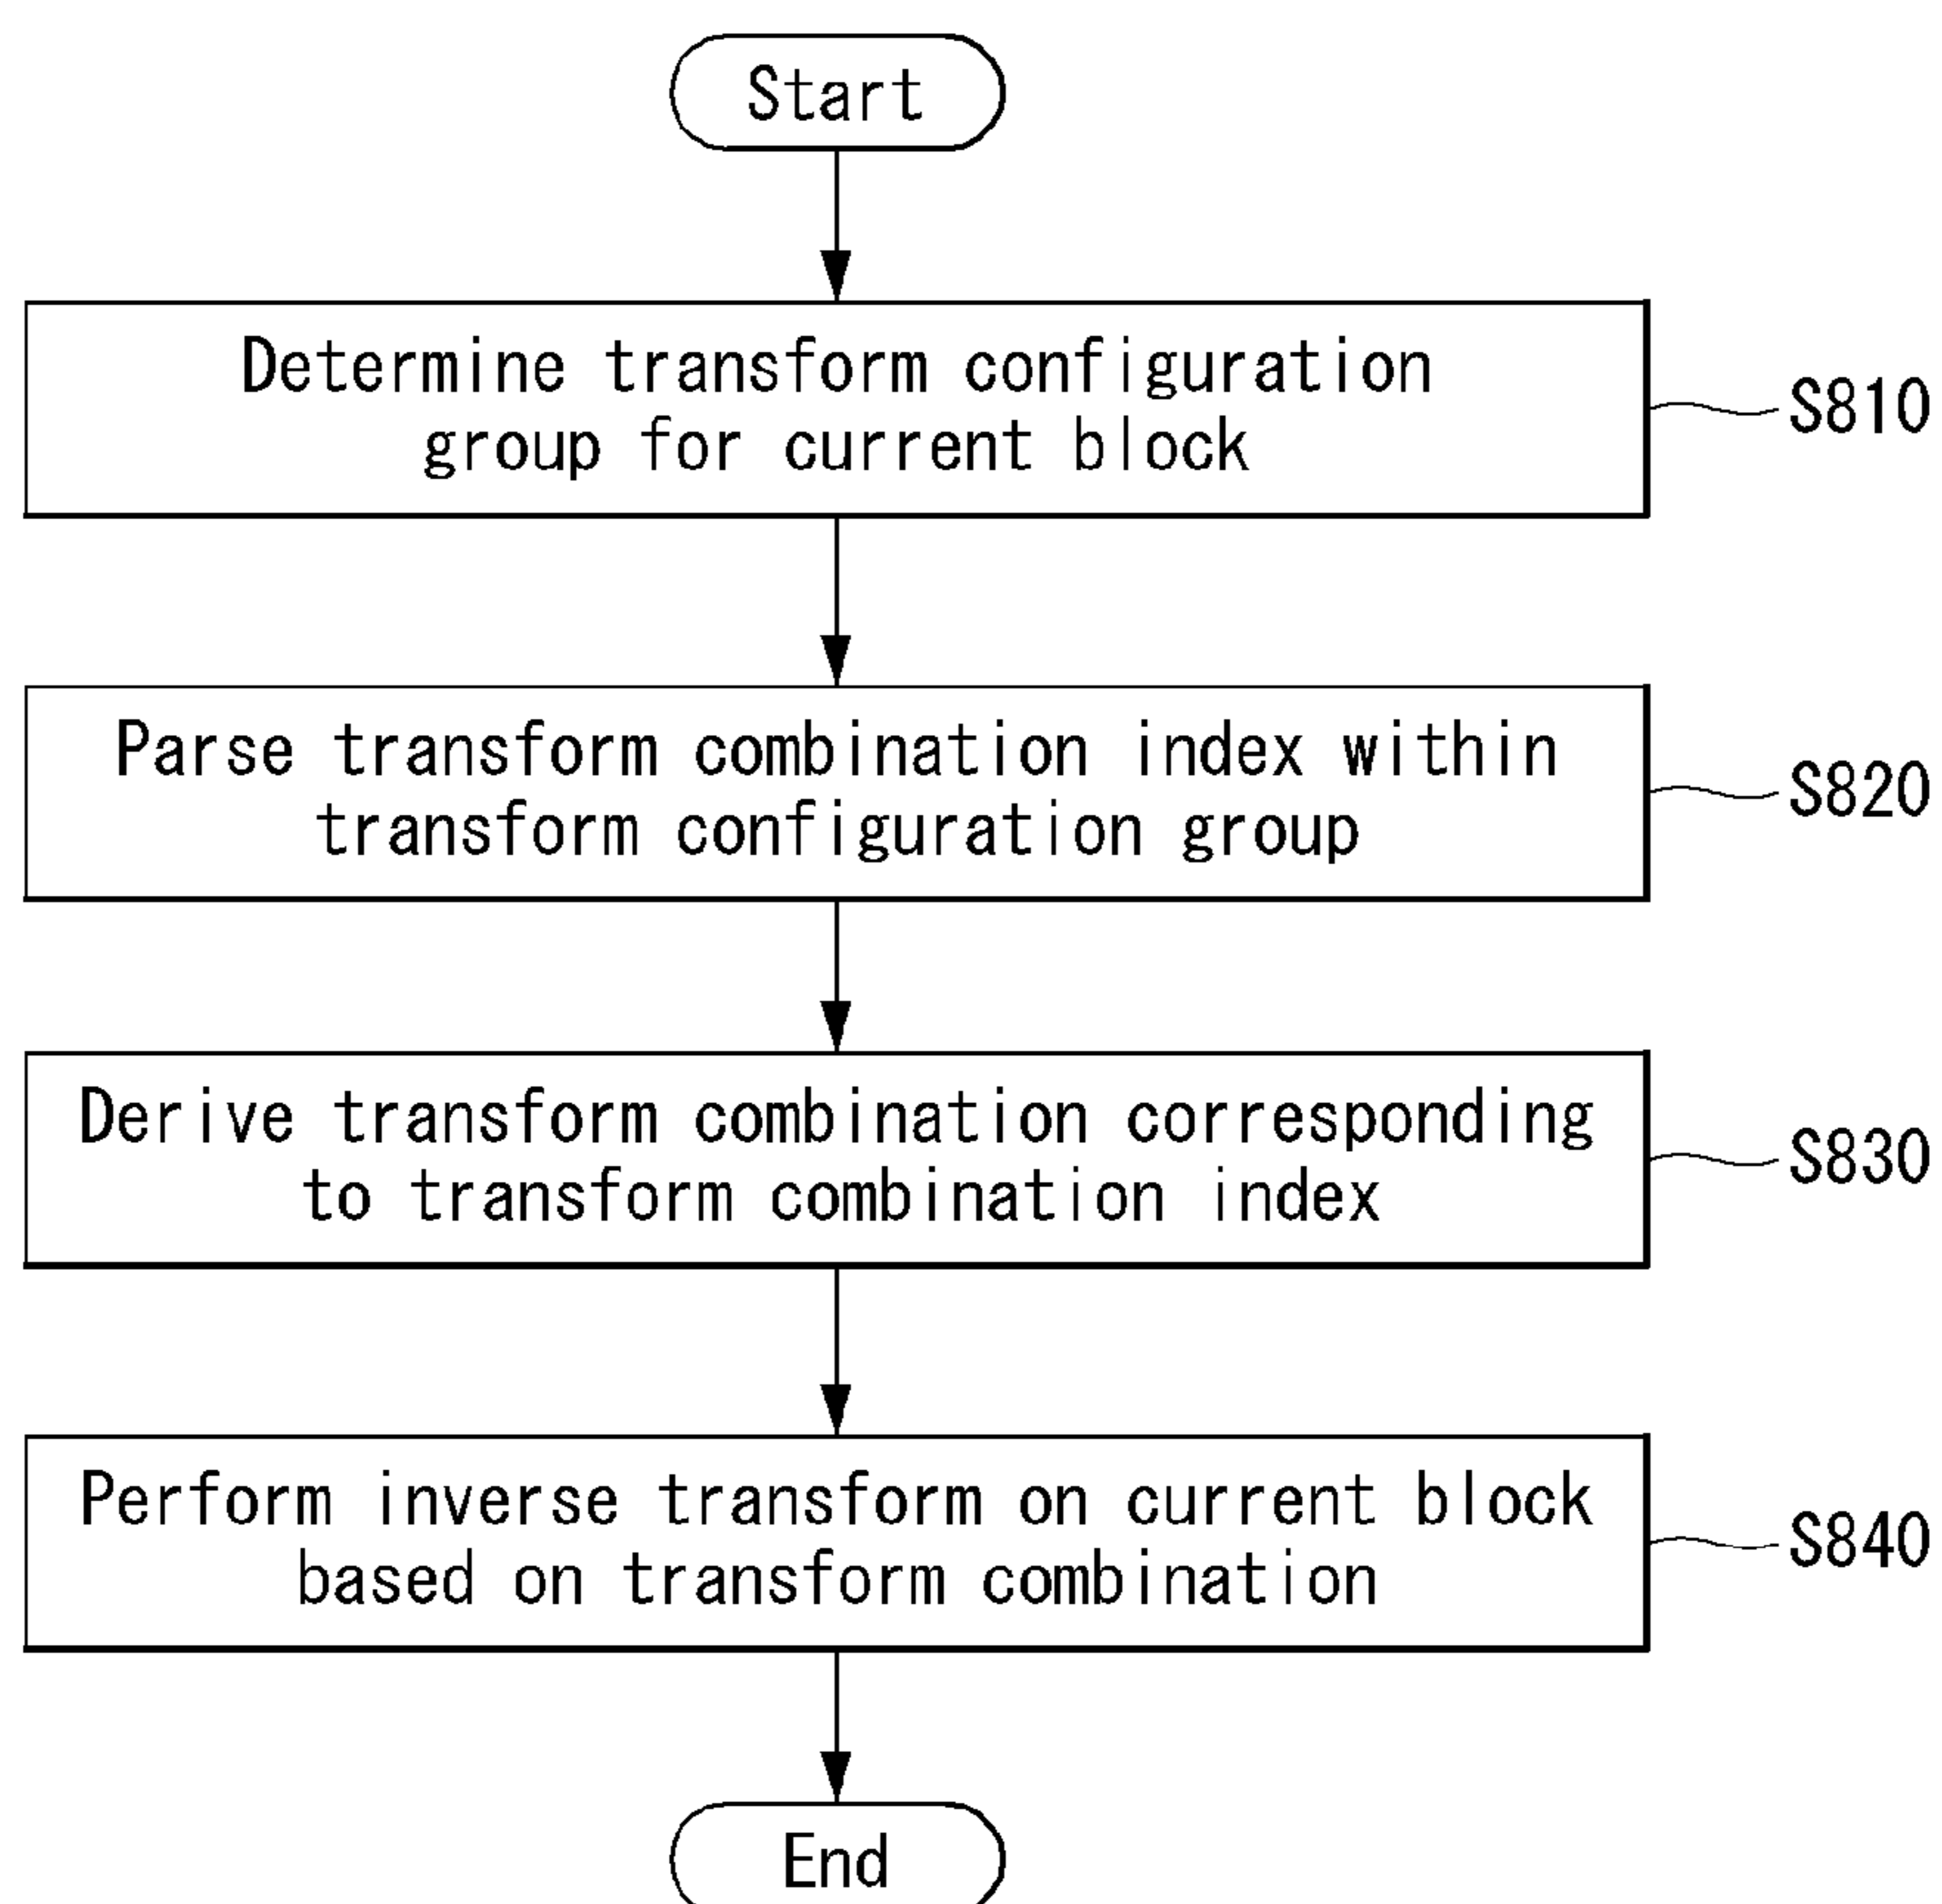 Start
Determine transform configuration
group for current block
S810
Parse transform combination index within
transform configuration group
S820
Derive transform combination corresponding
to transform combination index
S830
Perform inverse transform on current block
based on transform combination
S840
End